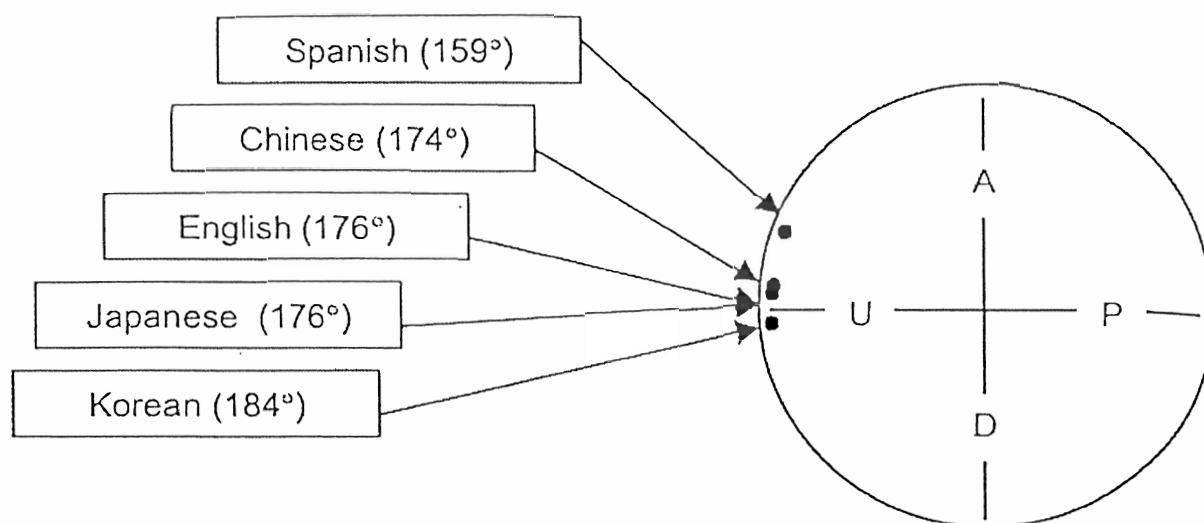 Spanish (159°)
Chinese (174°)
English (176°)
Japanese (176°)
Korean (184°)
A
U
P
D